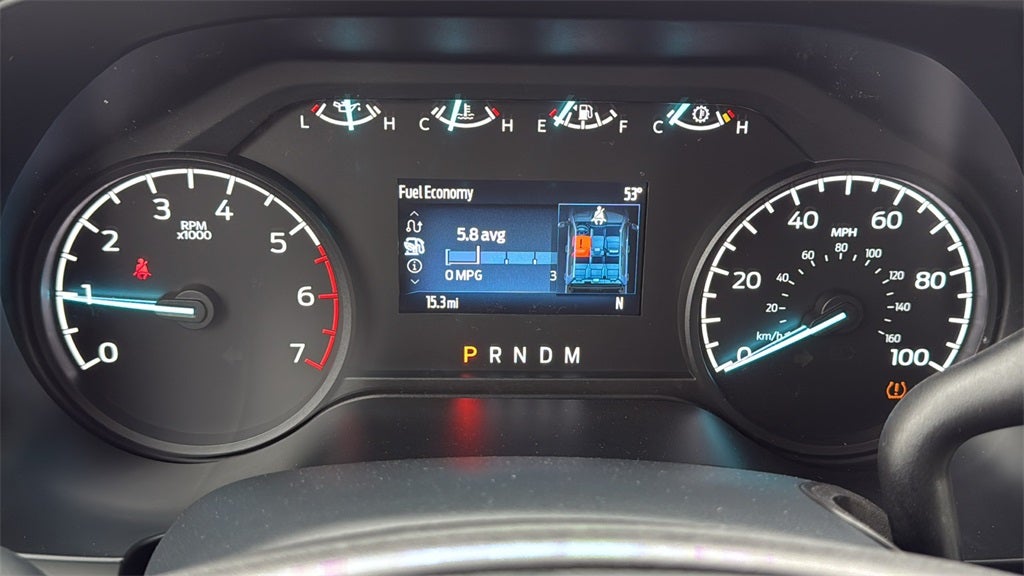 L H C H E F C H
Fuel Economy 53°
5.8 avg
0 MPG 3
15.3 mi N
P R N D M
RPM
x1000
0 1 2 3 4 5 6 7
MPH
0 20 40 60 80 100
km/h
20 40 60 80 100 120 140 160